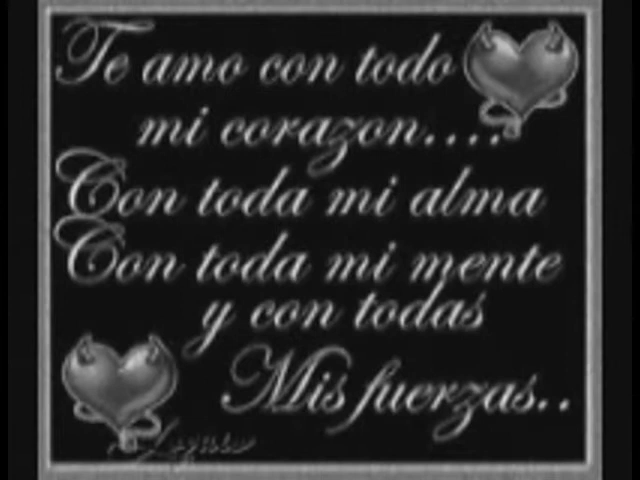 Te amo con todo
mi corazon....
Con toda mi alma
Con toda mi mente
y con todas
Mis fuerzas..